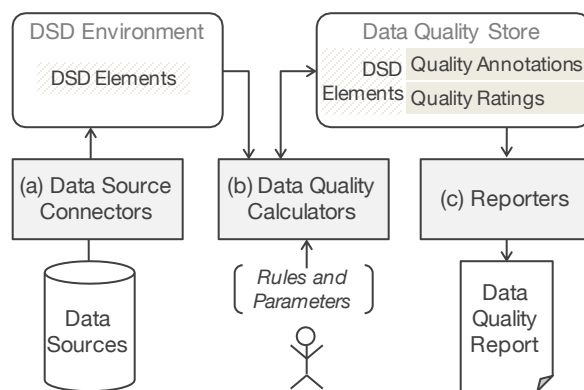 DSD Environment
DSD Elements
Data Quality Store
DSD
Elements
Quality Annotations
Quality Ratings
(a) Data Source
Connectors
(b) Data Quality
Calculators
(c) Reporters
Data
Sources
Rules and
Parameters
Data
Quality
Report